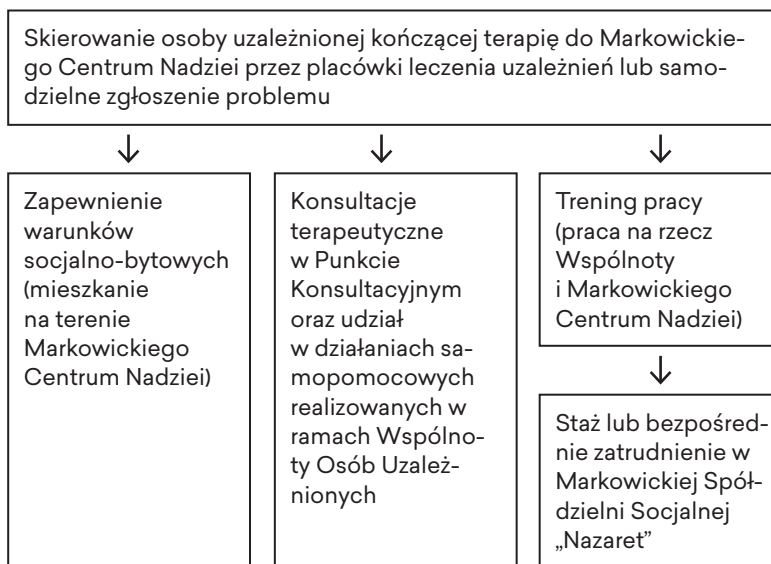 Skierowanie osoby uzależnionej kończącej terapię do Markowickie-
go Centrum Nadziei przez placówki leczenia uzależnień lub samo-
dzielne zgłoszenie problemu
Zapewnienie
warunków
socjalno-bytowych
(mieszkanie
na terenie
Markowickiego
Centrum Nadziei)
Konsultacje
terapeutyczne
w Punkcie
Konsultacyjnym
oraz udział
w działaniach sa-
mopomocowych
realizowanych w
ramach Wspólno-
ty Osób Uzależ-
nionych
Trening pracy
(praca na rzecz
Wspólnoty
i Markowickiego
Centrum Nadziei)
Staż lub bezpośred-
nie zatrudnienie w
Markowickiej Spół-
dzielni Socjalnej
„Nazaret”